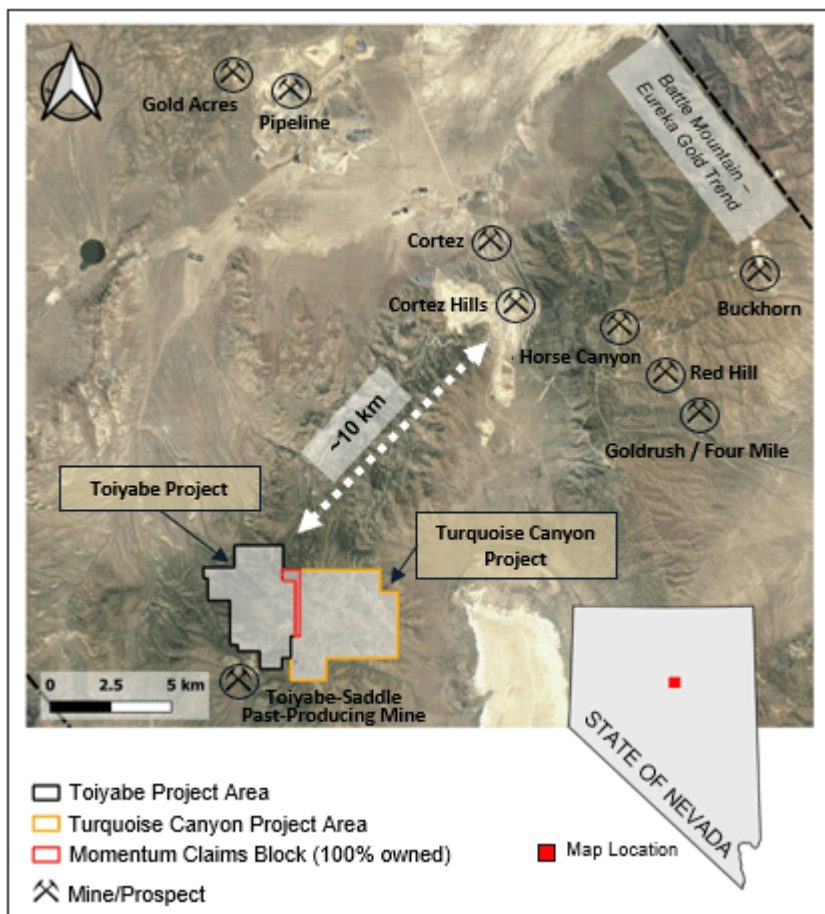 Gold Acres
Pipeline
Battle Mountain –
Eureka Gold Trend
Cortez
Cortez Hills
Buckhorn
Horse Canyon
Red Hill
Goldrush / Four Mile
~10 km
Toiyabe Project
Turquoise Canyon
Project
0 2.5 5 km
Toiyabe-Saddle
Past-Producing Mine
STATE OF NEVADA
Toiyabe Project Area
Turquoise Canyon Project Area
Momentum Claims Block (100% owned)
Map Location
Mine/Prospect